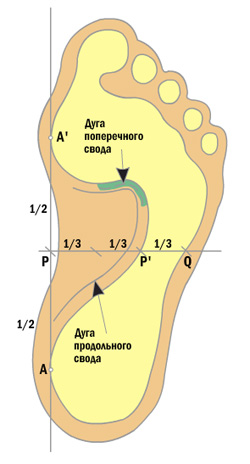 Дуга
поперечного
свода
A'
1/2
1/3 1/3 1/3
P P' Q
1/2
Дуга
продольного
свода
A